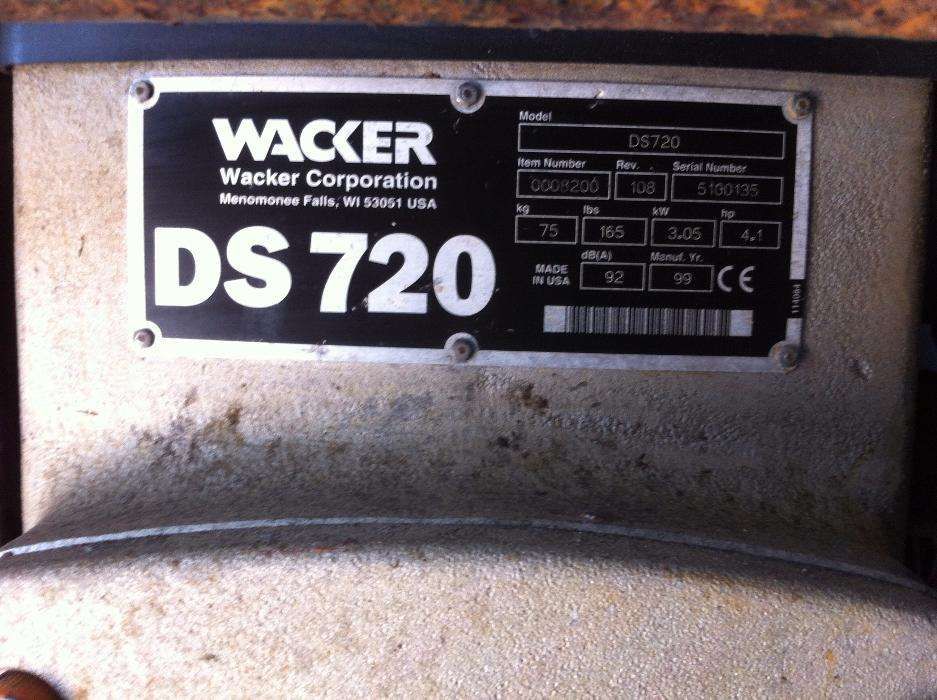 WACKER
Wacker Corporation
Menomonee Falls, WI 53051 USA
DS 720
Model
DS720
Item Number Rev. Serial Number
0008200 108 5100135
kg lbs kW hp
75 165 3.05 4.1
dB(A) Manuf. Yr.
MADE IN USA 92 99 CE
114064